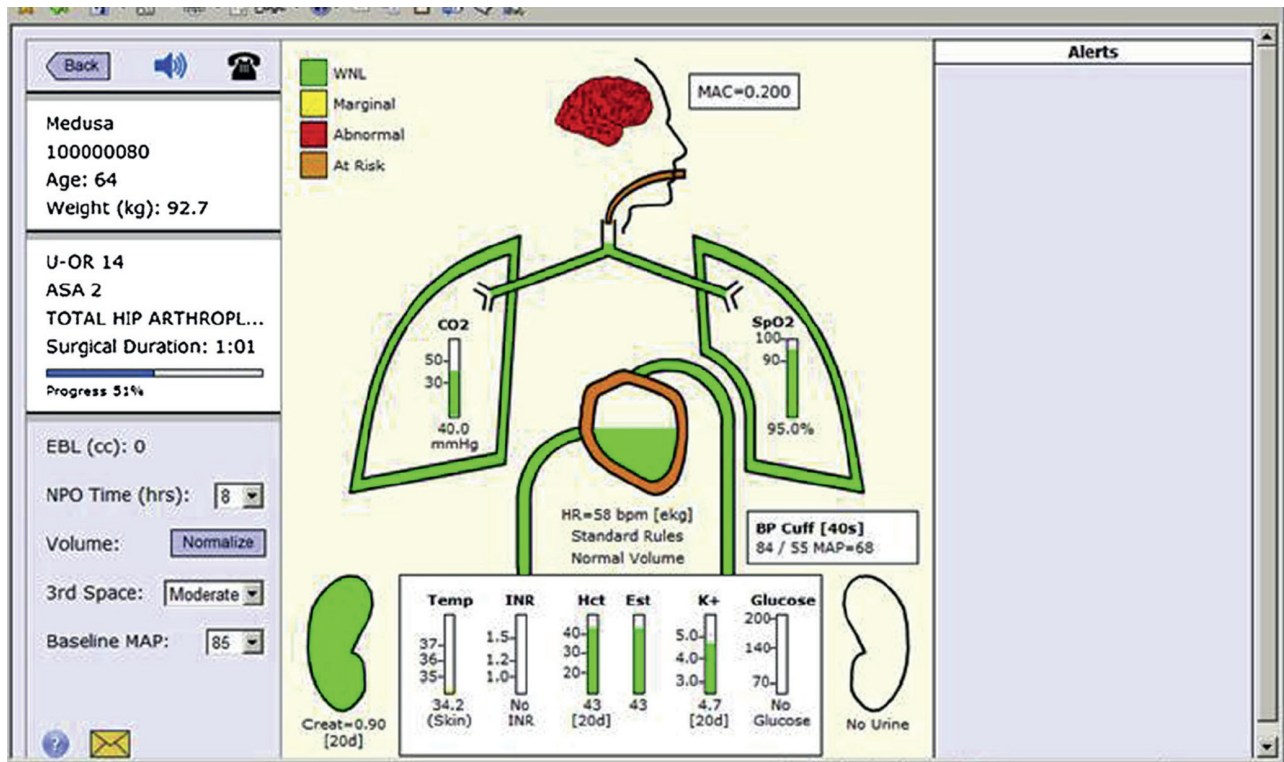 Back
Medusa
100000080
Age: 64
Weight (kg): 92.7
U-OR 14
ASA 2
TOTAL HIP ARTHROPL...
Surgical Duration: 1:01
Progress 51%
EBL (cc): 0
NPO Time (hrs): 8
Volume: Normalize
3rd Space: Moderate
Baseline MAP: 85
?
WNL
Marginal
Abnormal
At Risk
MAC=0.200
CO2
50
30
40.0
mmHg
SpO2
100
90
95.0%
HR=58 bpm [ekg]
Standard Rules
Normal Volume
BP Cuff [40s]
84 / 55 MAP=68
Creat=0.90
[20d]
Temp
37
36
35
34.2
(Skin)
INR
1.5
1.2
1.0
No
INR
Hct
40
30
20
43
[20d]
Est
43
K+
5.0
4.0
3.0
4.7
[20d]
Glucose
200
140
70
No
Glucose
No Urine
Alerts